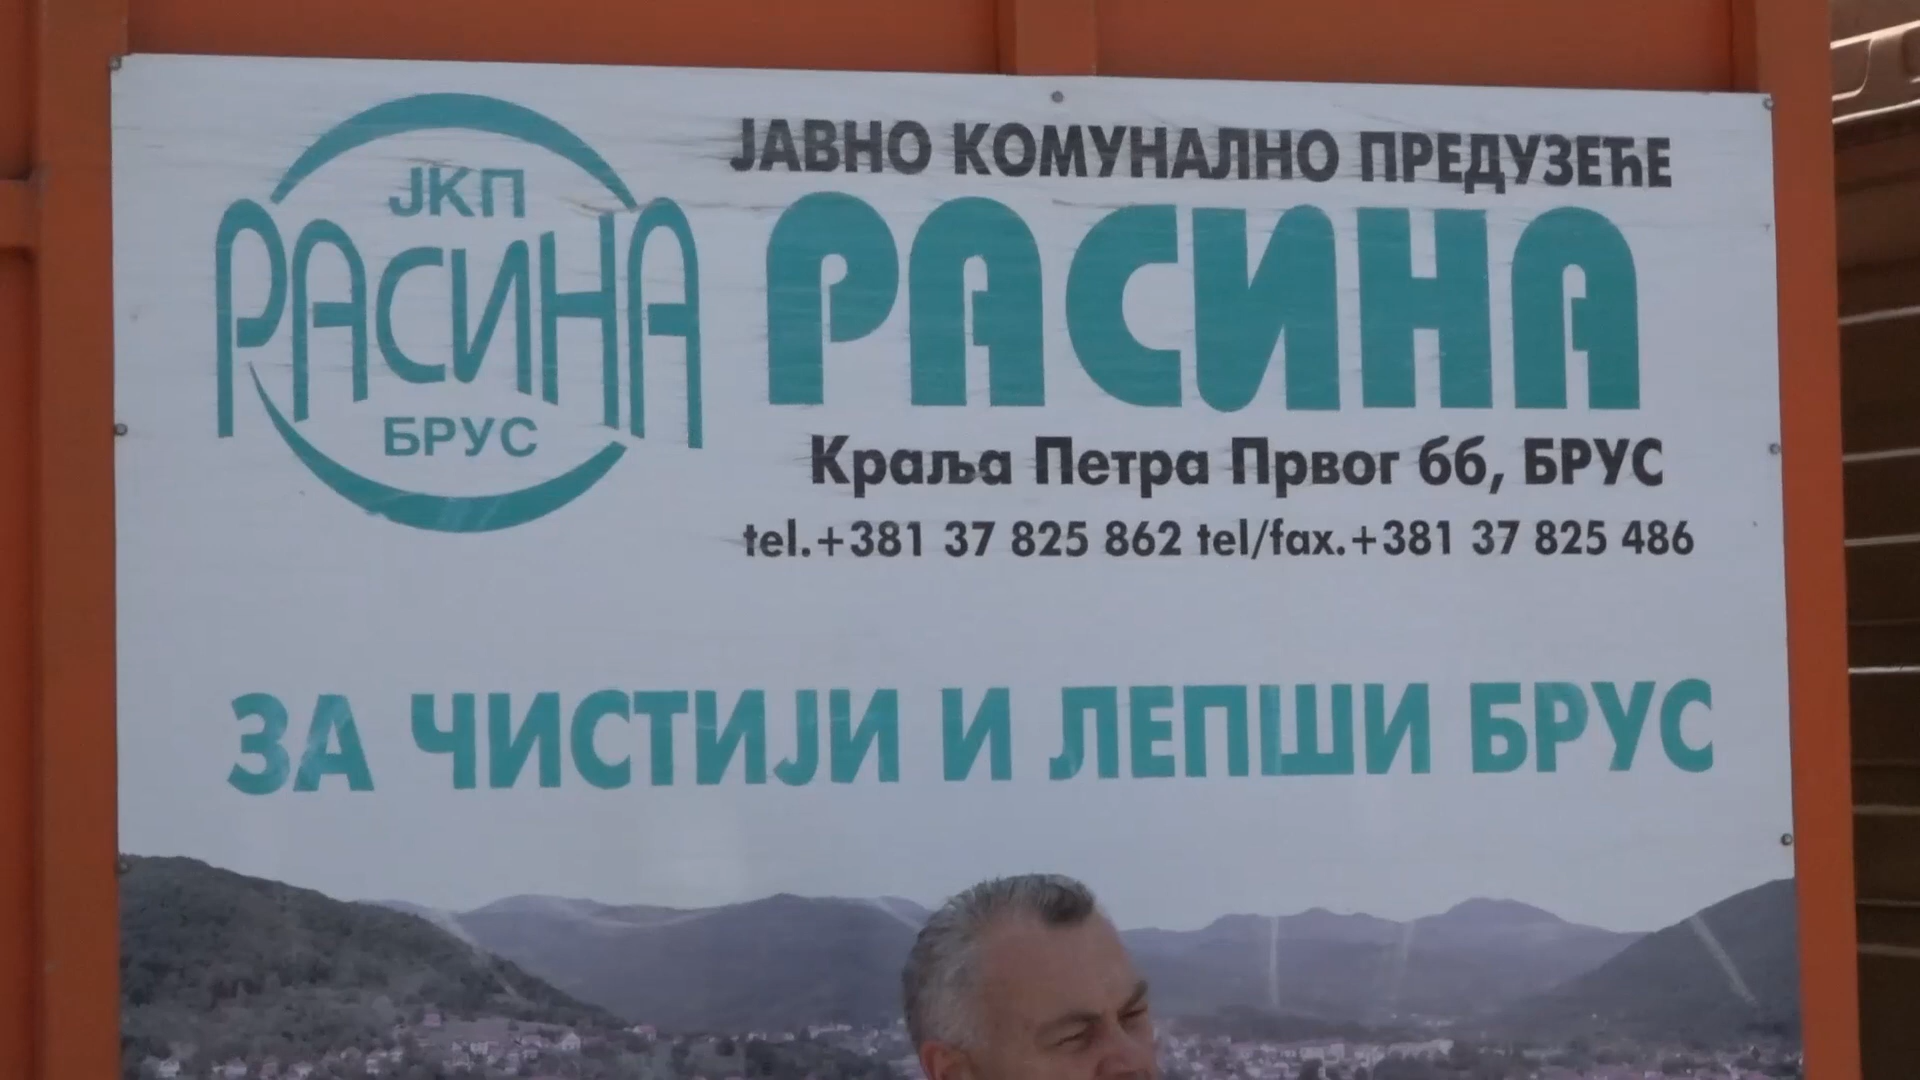 ЈКП
РАСИНА
БРУС
ЈАВНО КОМУНАЛНО ПРЕДУЗЕЋЕ
РАСИНА
Краља Петра Првог бб, БРУС
tel.+381 37 825 862 tel/fax.+381 37 825 486
ЗА ЧИСТИЈИ И ЛЕПШИ БРУС